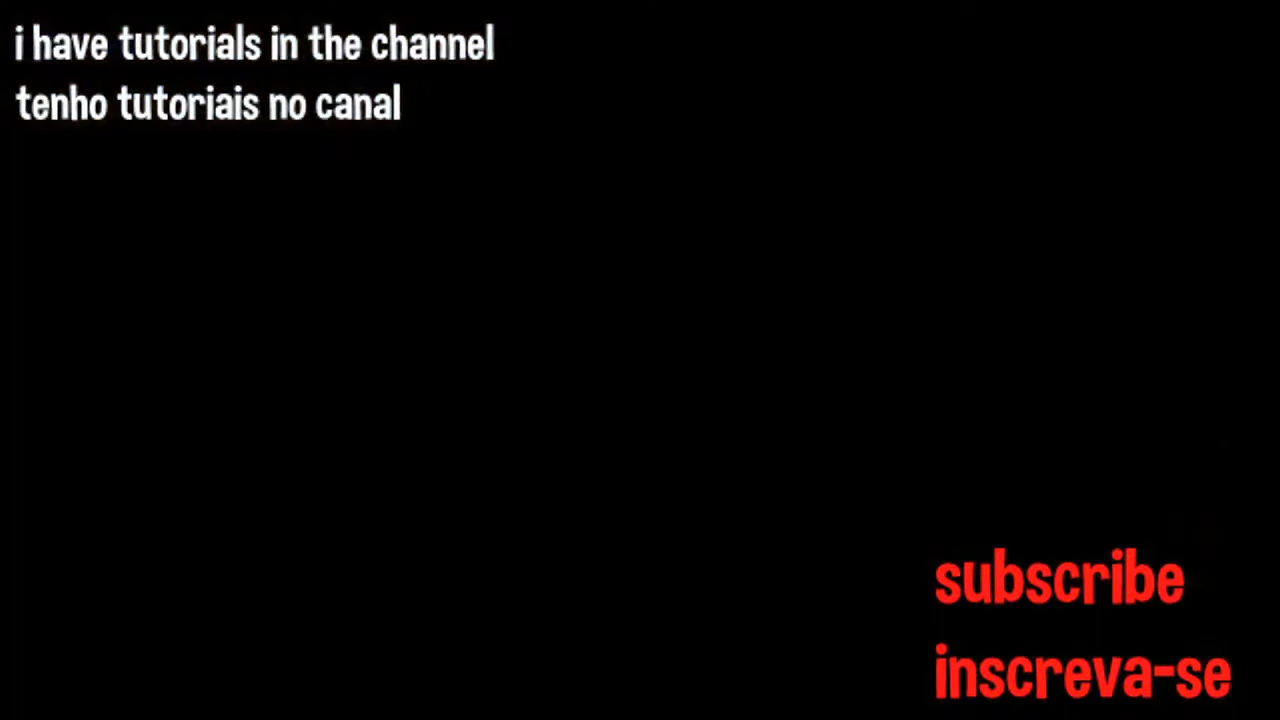 i have tutorials in the channel
tenho tutoriais no canal
subscribe
inscreva-se